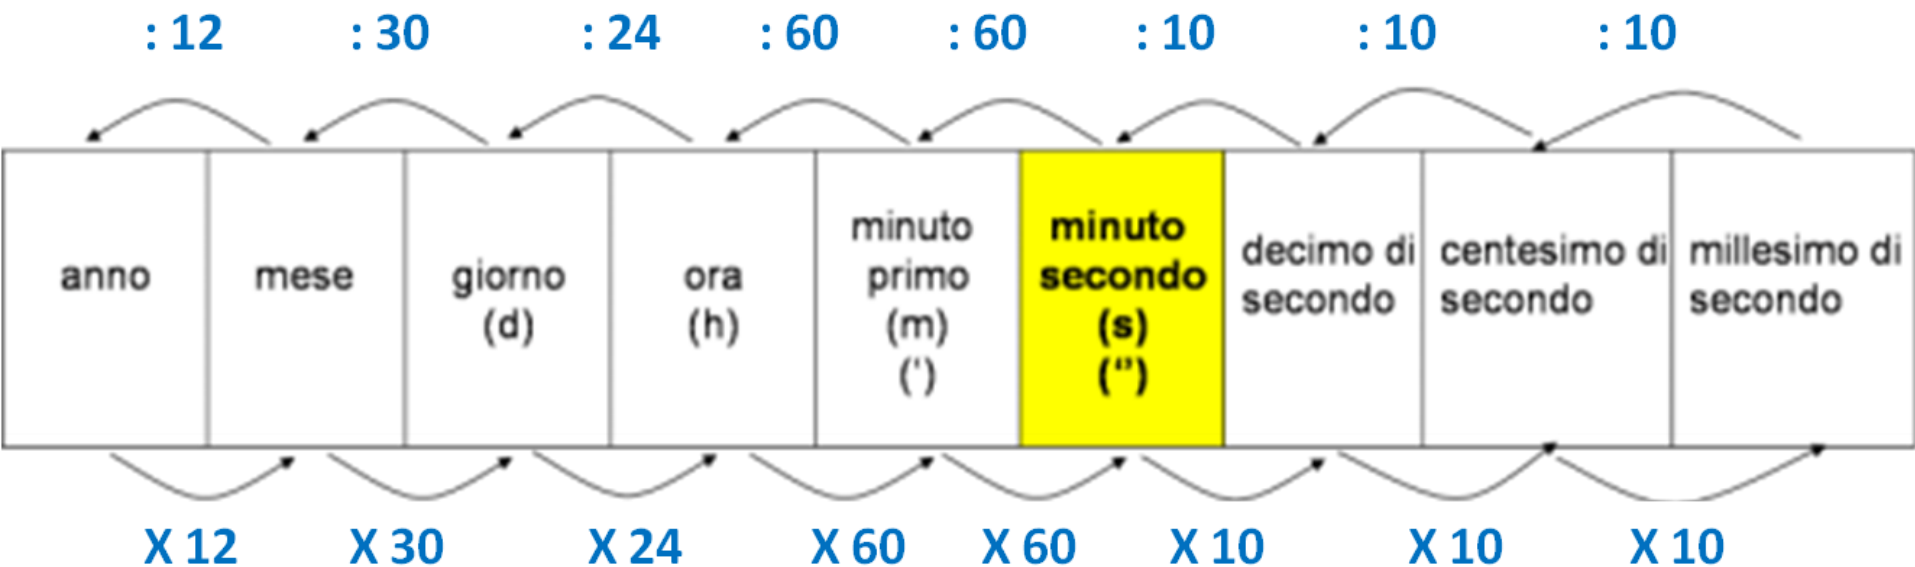 : 12 : 30 : 24 : 60 : 60 : 10 : 10 : 10
anno
mese
giorno
(d)
ora
(h)
minuto
primo
(m)
(')
minuto
secondo
(s)
('')
decimo di
secondo
centesimo di
secondo
millesimo di
secondo
X 12 X 30 X 24 X 60 X 60 X 10 X 10 X 10